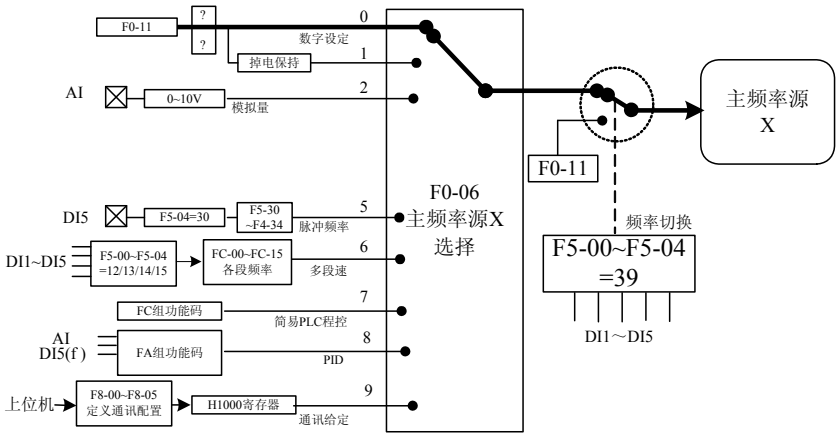 F0-11
?
?
0
数字设定
掉电保持
1
AI
0~10V
2
模拟量
DI5
F5-04=30
F5-30
~F4-34
5
脉冲频率
DI1~DI5
F5-00~F5-04
=12/13/14/15
FC-00~FC-15
各段频率
6
多段速
FC组功能码
7
简易PLC程控
AI
DI5(f)
FA组功能码
8
PID
上位机
F8-00~F8-05
定义通讯配置
H1000寄存器
9
通讯给定
F0-06
主频率源X
选择
F0-11
主频率源
X
频率切换
F5-00~F5-04
=39
DI1～DI5